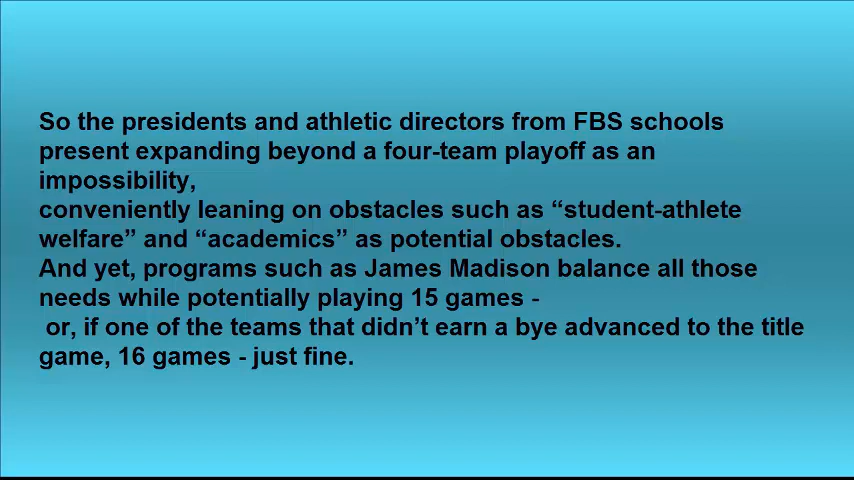 So the presidents and athletic directors from FBS schools
present expanding beyond a four-team playoff as an
impossibility,
conveniently leaning on obstacles such as “student-athlete
welfare” and “academics” as potential obstacles.
And yet, programs such as James Madison balance all those
needs while potentially playing 15 games -
or, if one of the teams that didn’t earn a bye advanced to the title
game, 16 games - just fine.